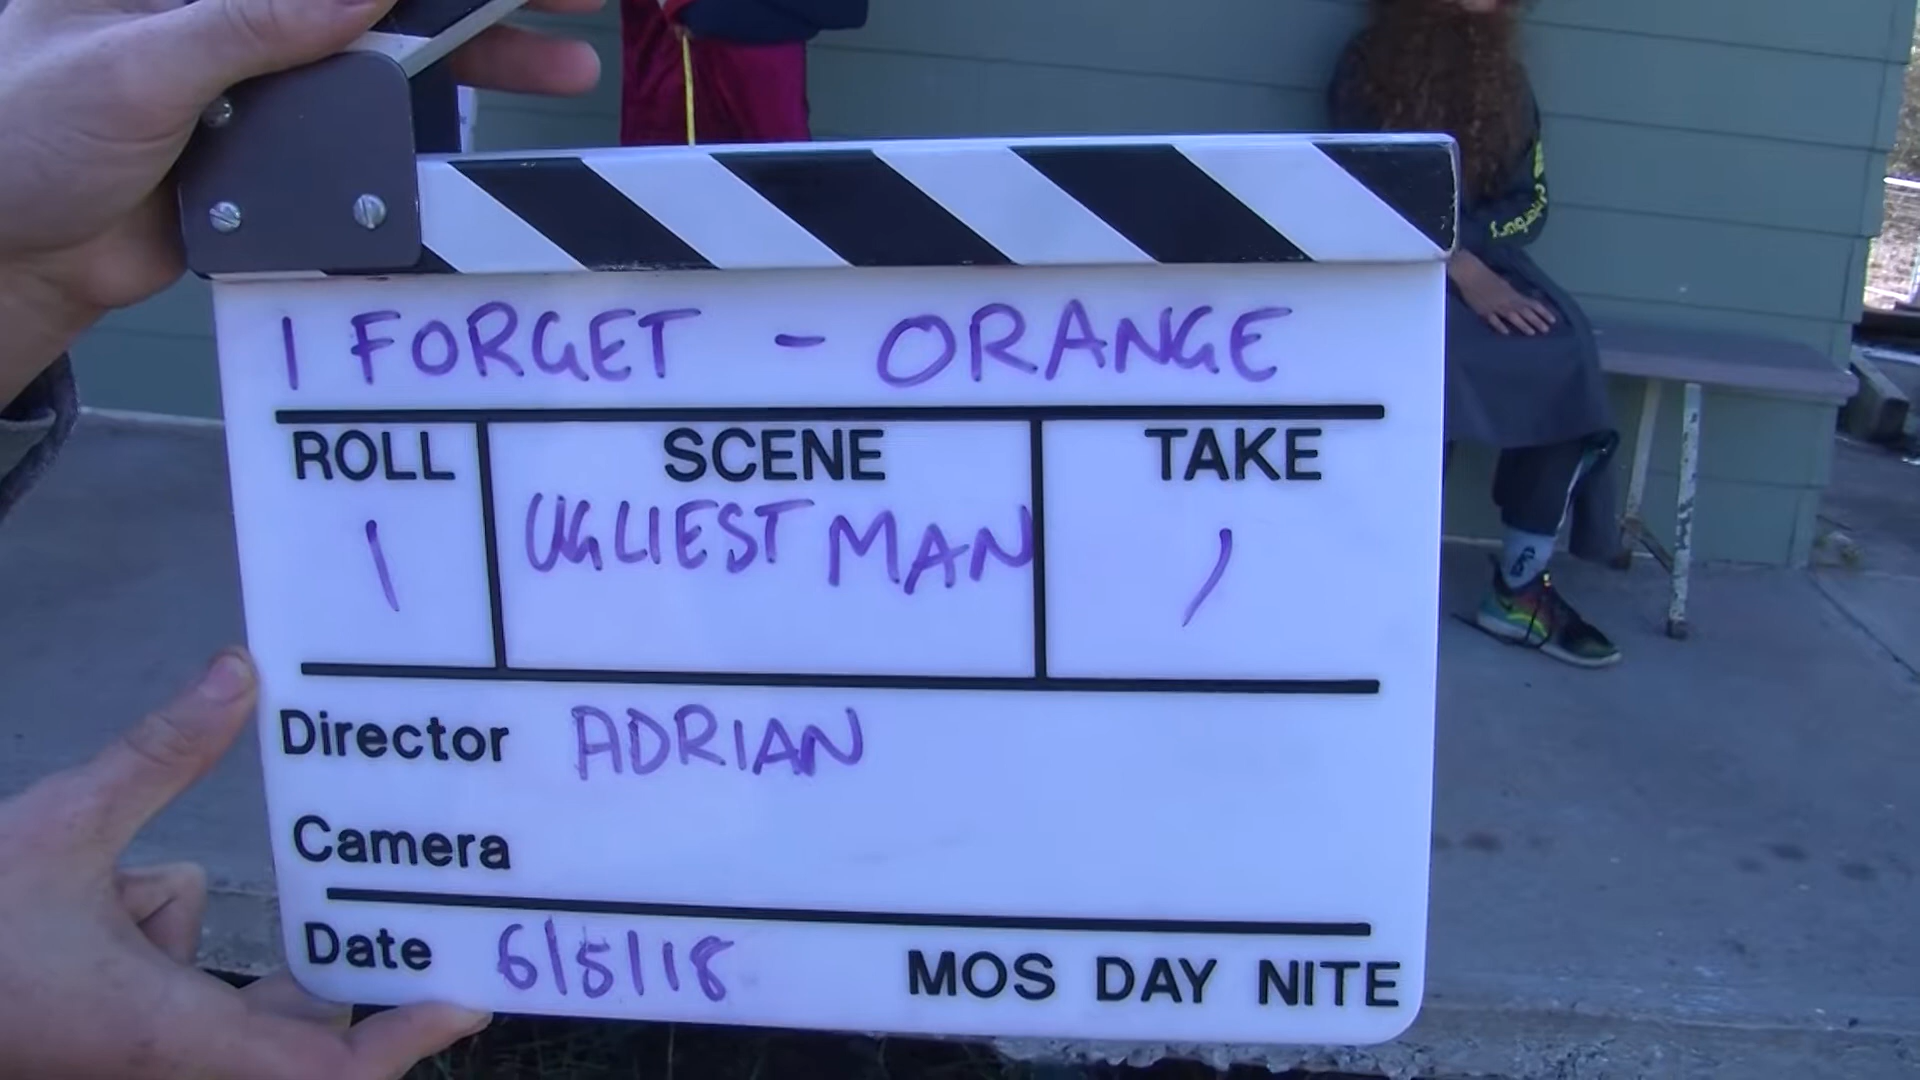 I FORGET - ORANGE
ROLL SCENE TAKE
1 UGLIEST MAN 1
Director ADRIAN
Camera
Date 6/5/18 MOS DAY NITE